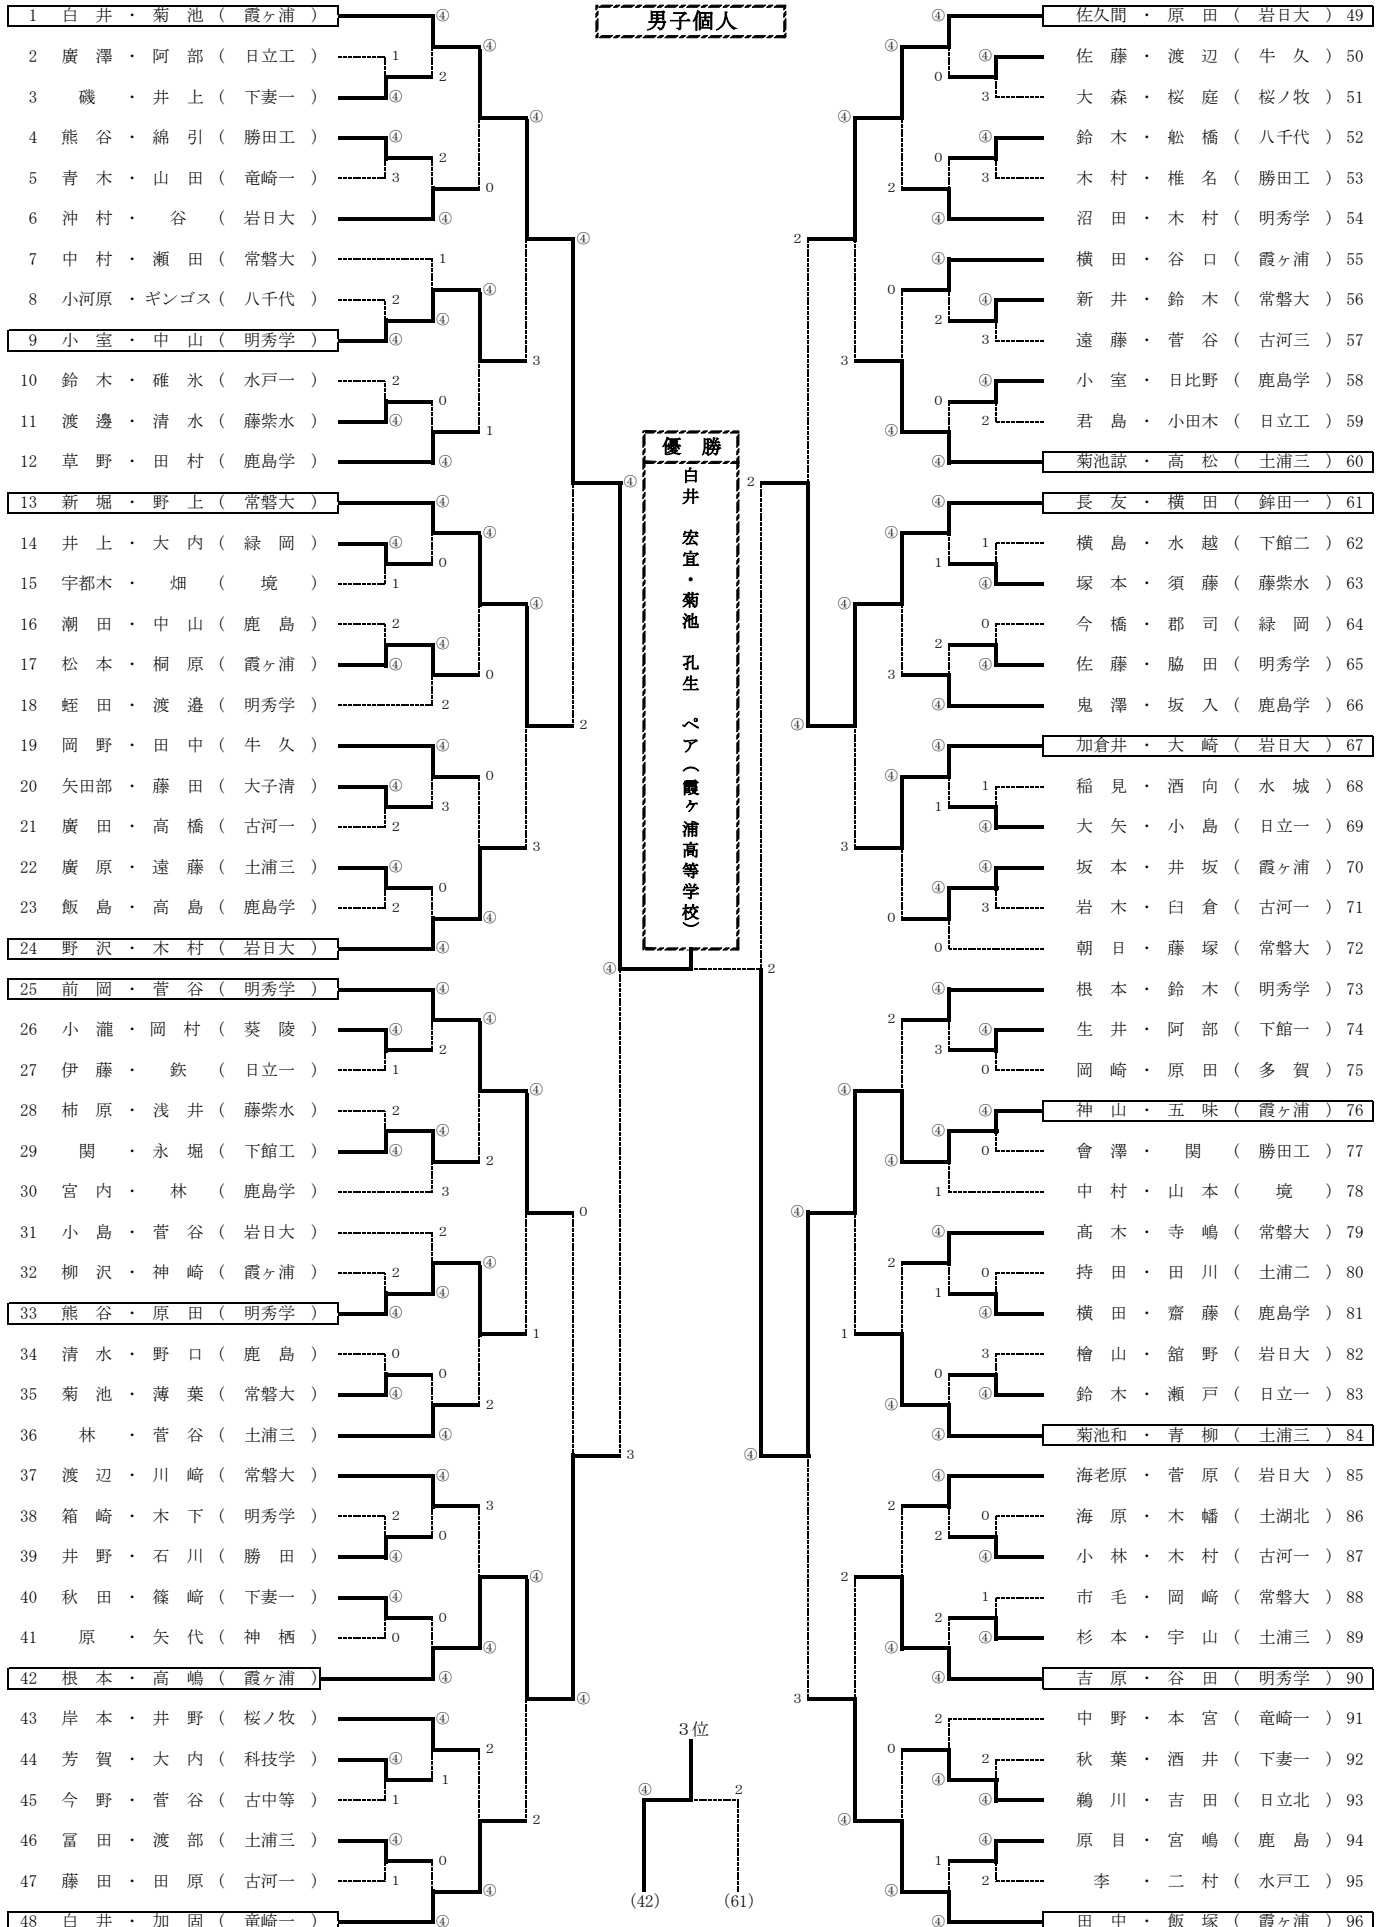 男子個人
1 白井・菊池(霞ヶ浦)
2 廣澤・阿部(日立工)
3 磯・井上(下妻一)
4 熊谷・綿引(勝田工)
5 青木・山田(竜崎一)
6 沖村・谷(岩日大)
7 中村・瀬田(常磐大)
8 小河原・ギンゴス(八千代)
9 小室・中山(明秀学)
10 鈴木・碓氷(水戸一)
11 渡邊・清水(藤紫水)
12 草野・田村(鹿島学)
13 新堀・野上(常磐大)
14 井上・大内(緑岡)
15 宇都木・畑(境)
16 潮田・中山(鹿島)
17 松本・桐原(霞ヶ浦)
18 蛭田・渡邉(明秀学)
19 岡野・田中(牛久)
20 矢田部・藤田(大子清)
21 廣田・高橋(古河一)
22 廣原・遠藤(土浦三)
23 飯島・高島(鹿島学)
24 野沢・木村(岩日大)
25 前岡・菅谷(明秀学)
26 小瀧・岡村(葵陵)
27 伊藤・鉄(日立一)
28 柿原・浅井(藤紫水)
29 関・永堀(下館工)
30 宮内・林(鹿島学)
31 小島・菅谷(岩日大)
32 柳沢・神崎(霞ヶ浦)
33 熊谷・原田(明秀学)
34 清水・野口(鹿島)
35 菊池・薄葉(常磐大)
36 林・菅谷(土浦三)
37 渡辺・川﨑(常磐大)
38 箱崎・木下(明秀学)
39 井野・石川(勝田)
40 秋田・篠﨑(下妻一)
41 原・矢代(神栖)
42 根本・高嶋(霞ヶ浦)
43 岸本・井野(桜ノ牧)
44 芳賀・大内(科技学)
45 今野・菅谷(古中等)
46 冨田・渡部(土浦三)
47 藤田・田原(古河一)
48 白井・加固(竜崎一)
優勝
白井 宏宜・菊池 孔生 ペア(霞ヶ浦高等学校)
3位
④ 2
(42) (61)
佐久間・原田(岩日大) 49
佐藤・渡辺(牛久) 50
大森・桜庭(桜ノ牧) 51
鈴木・舩橋(八千代) 52
木村・椎名(勝田工) 53
沼田・木村(明秀学) 54
横田・谷口(霞ヶ浦) 55
新井・鈴木(常磐大) 56
遠藤・菅谷(古河三) 57
小室・日比野(鹿島学) 58
君島・小田木(日立工) 59
菊池諒・高松(土浦三) 60
長友・横田(鉾田一) 61
横島・水越(下館二) 62
塚本・須藤(藤紫水) 63
今橋・郡司(緑岡) 64
佐藤・脇田(明秀学) 65
鬼澤・坂入(鹿島学) 66
加倉井・大崎(岩日大) 67
稲見・酒向(水城) 68
大矢・小島(日立一) 69
坂本・井坂(霞ヶ浦) 70
岩木・臼倉(古河一) 71
朝日・藤塚(常磐大) 72
根本・鈴木(明秀学) 73
生井・阿部(下館一) 74
岡崎・原田(多賀) 75
神山・五味(霞ヶ浦) 76
會澤・関(勝田工) 77
中村・山本(境) 78
髙木・寺嶋(常磐大) 79
持田・田川(土浦二) 80
横田・齋藤(鹿島学) 81
檜山・舘野(岩日大) 82
鈴木・瀬戸(日立一) 83
菊池和・青柳(土浦三) 84
海老原・菅原(岩日大) 85
海原・木幡(土湖北) 86
小林・木村(古河一) 87
市毛・岡﨑(常磐大) 88
杉本・宇山(土浦三) 89
吉原・谷田(明秀学) 90
中野・本宮(竜崎一) 91
秋葉・酒井(下妻一) 92
鵜川・吉田(日立北) 93
原目・宮嶋(鹿島) 94
李・二村(水戸工) 95
田中・飯塚(霞ヶ浦) 96